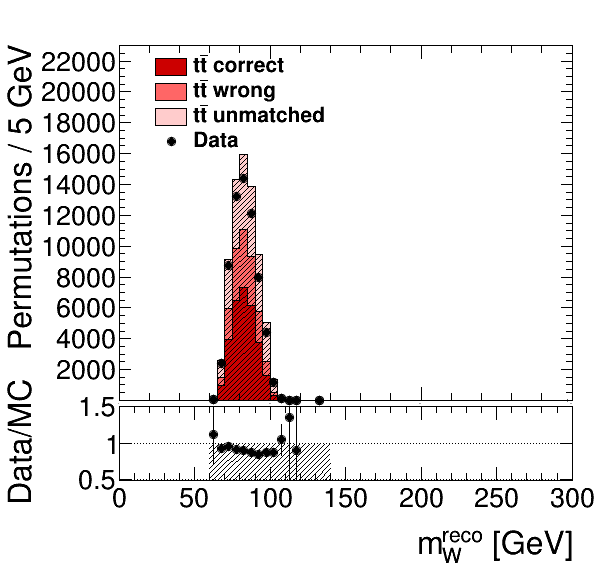 Permutations / 5 GeV
22000
20000
18000
16000
14000
12000
10000
8000
6000
4000
2000
tt̄ correct
tt̄ wrong
tt̄ unmatched
Data
Data/MC
1.5
1
0.5
0 50 100 150 200 250 300
m_W^reco [GeV]